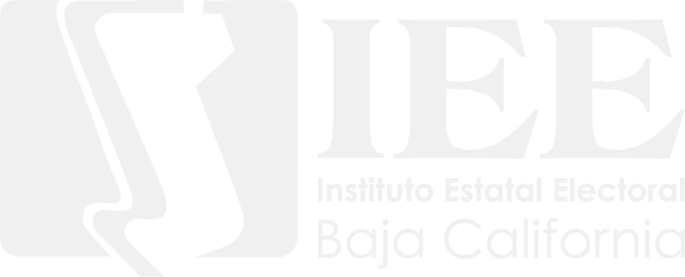 IEE
Instituto Estatal Electoral
Baja California